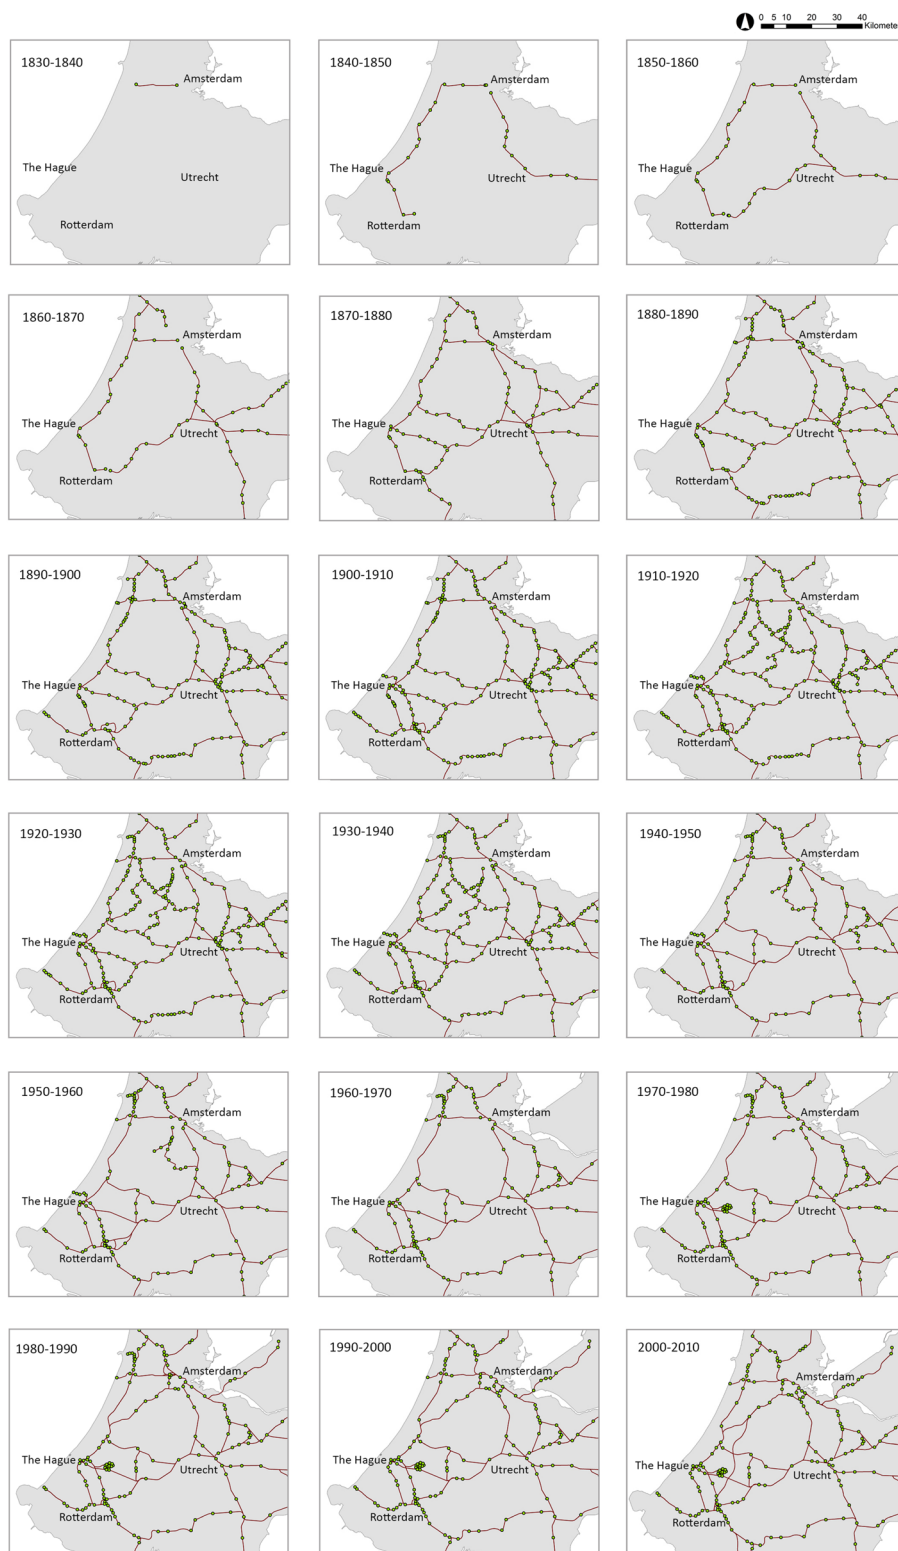 0 5 10 20 30 40
Kilomete
1830-1840
Amsterdam
The Hague
Utrecht
Rotterdam
1840-1850
Amsterdam
The Hague
Utrecht
Rotterdam
1850-1860
Amsterdam
The Hague
Utrecht
Rotterdam
1860-1870
Amsterdam
The Hague
Utrecht
Rotterdam
1870-1880
Amsterdam
The Hague
Utrecht
Rotterdam
1880-1890
Amsterdam
The Hague
Utrecht
Rotterdam
1890-1900
Amsterdam
The Hague
Utrecht
Rotterdam
1900-1910
Amsterdam
The Hague
Utrecht
Rotterdam
1910-1920
Amsterdam
The Hague
Utrecht
Rotterdam
1920-1930
Amsterdam
The Hague
Utrecht
Rotterdam
1930-1940
Amsterdam
The Hague
Utrecht
Rotterdam
1940-1950
Amsterdam
The Hague
Utrecht
Rotterdam
1950-1960
Amsterdam
The Hague
Utrecht
Rotterdam
1960-1970
Amsterdam
The Hague
Utrecht
Rotterdam
1970-1980
Amsterdam
The Hague
Utrecht
Rotterdam
1980-1990
Amsterdam
The Hague
Utrecht
Rotterdam
1990-2000
Amsterdam
The Hague
Utrecht
Rotterdam
2000-2010
Amsterdam
The Hague
Utrecht
Rotterdam